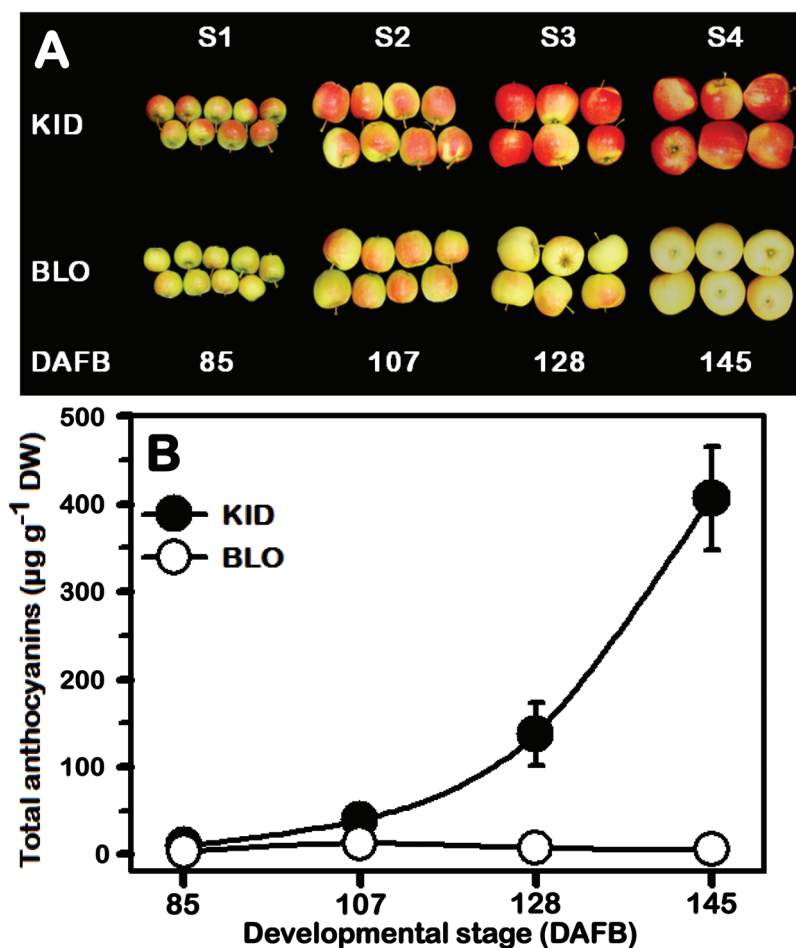 A
S1 S2 S3 S4
KID
BLO
DAFB 85 107 128 145
B
KID
BLO
Total anthocyanins (µg g⁻¹ DW)
500
400
300
200
100
0
85 107 128 145
Developmental stage (DAFB)